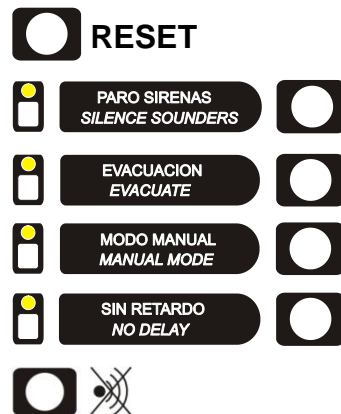 RESET
PARO SIRENAS
SILENCE SOUNDERS
EVACUACION
EVACUATE
MODO MANUAL
MANUAL MODE
SIN RETARDO
NO DELAY